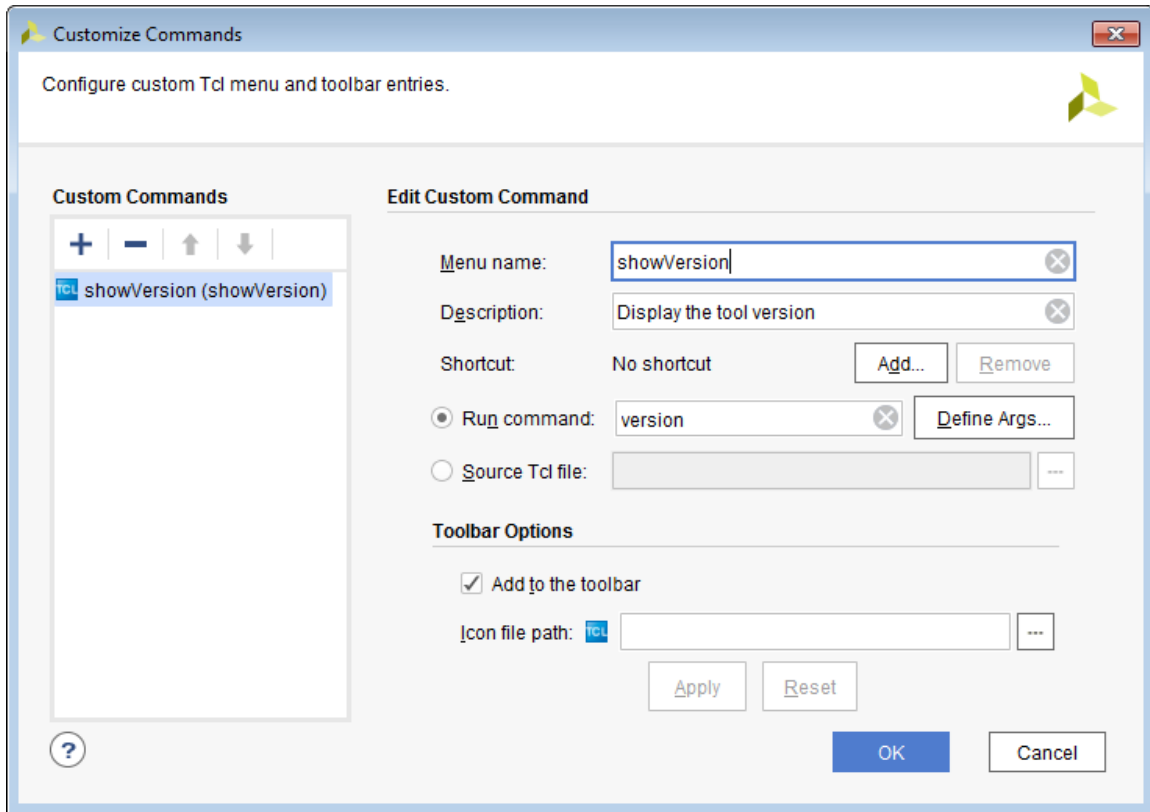 Customize Commands
Configure custom Tcl menu and toolbar entries.
Custom Commands
TCL showVersion (showVersion)
Edit Custom Command
Menu name: showVersion
Description: Display the tool version
Shortcut: No shortcut Add... Remove
Run command: version Define Args...
Source Tcl file: ...
Toolbar Options
Add to the toolbar
Icon file path: TCL ...
Apply Reset
? OK Cancel